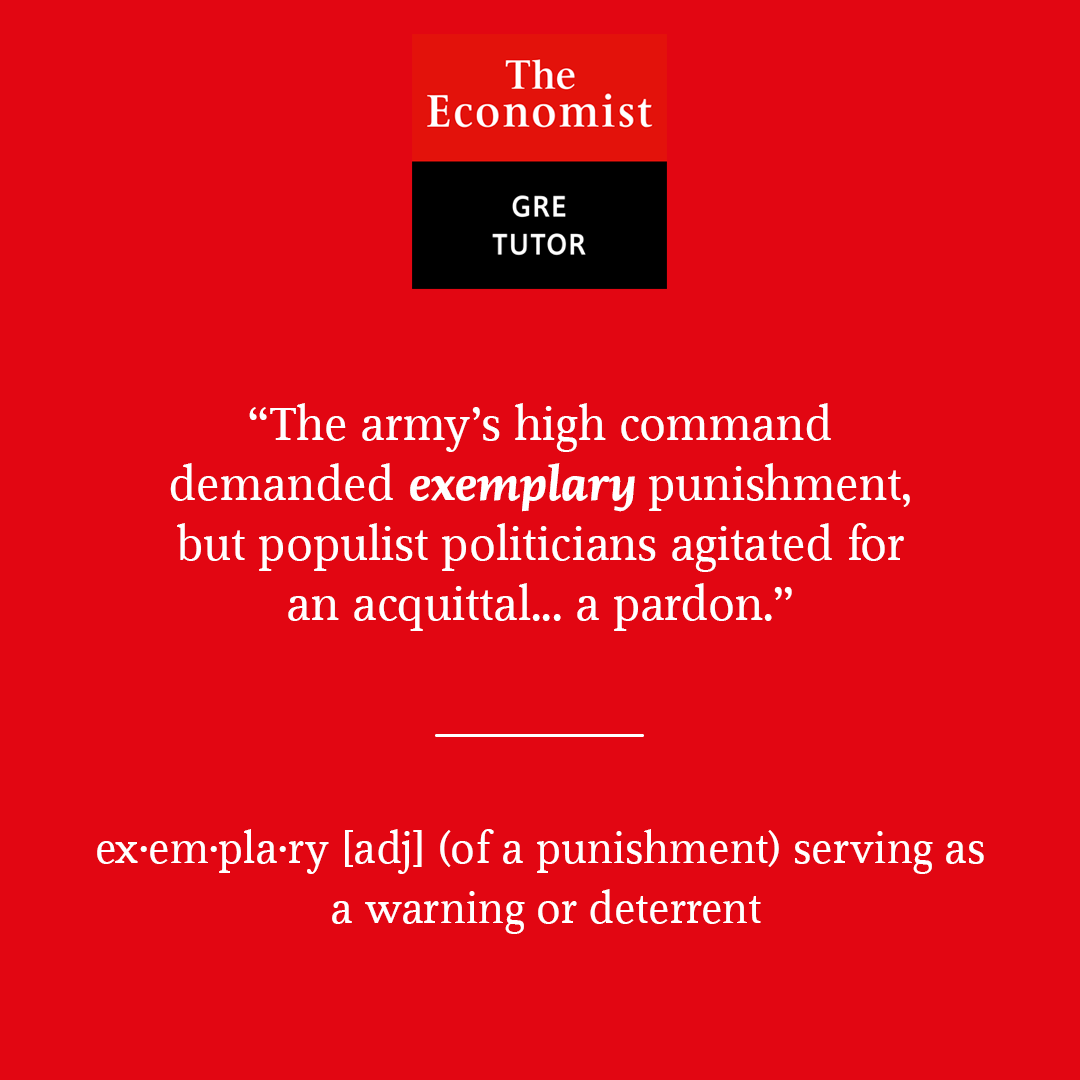 The
Economist
GRE
TUTOR
“The army’s high command
demanded exemplary punishment,
but populist politicians agitated for
an acquittal... a pardon.”
ex·em·pla·ry [adj] (of a punishment) serving as
a warning or deterrent